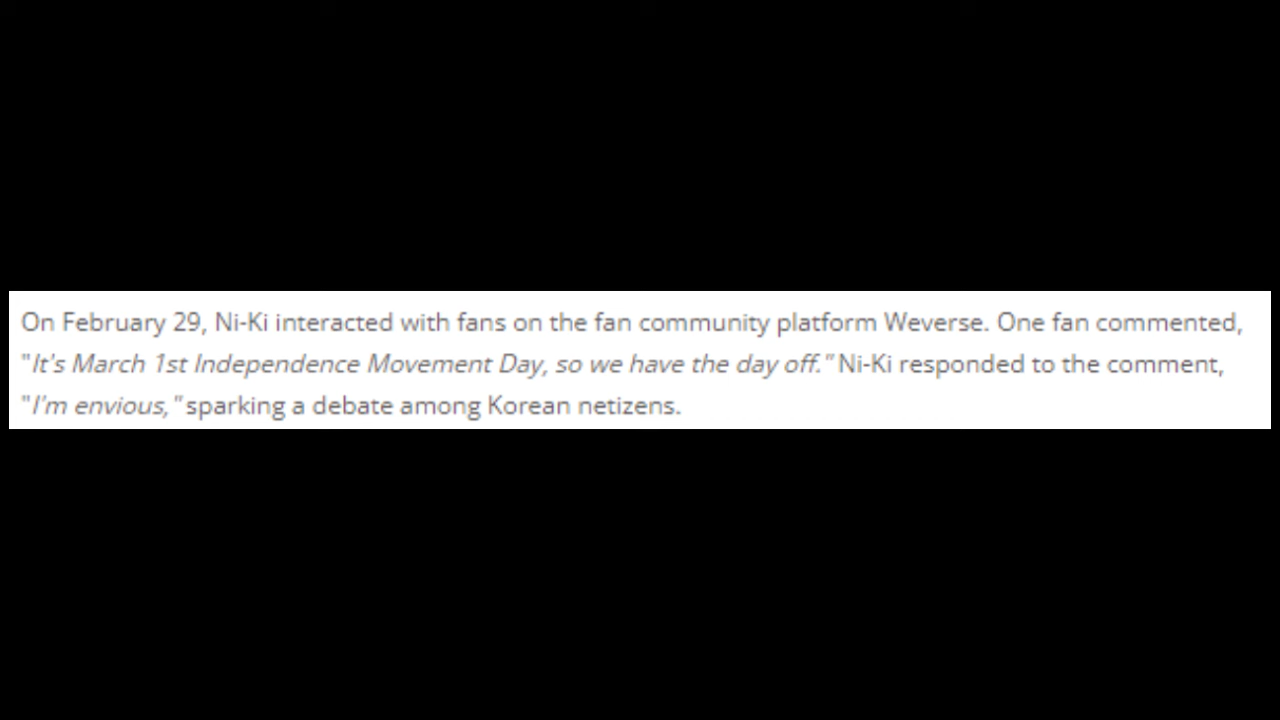 On February 29, Ni-Ki interacted with fans on the fan community platform Weverse. One fan commented,
"It's March 1st Independence Movement Day, so we have the day off." Ni-Ki responded to the comment,
"I'm envious," sparking a debate among Korean netizens.